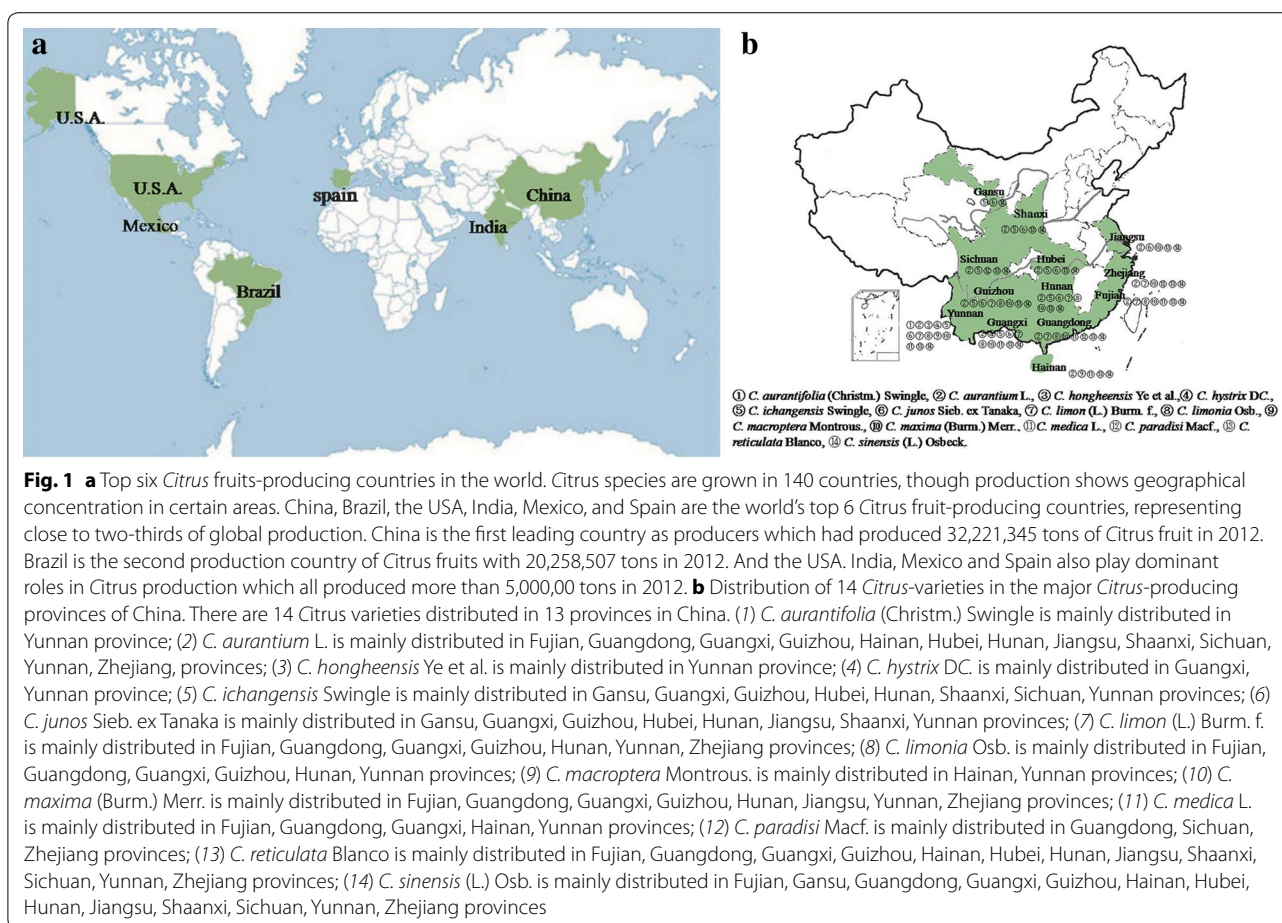 a
U.S.A.
U.S.A.
Mexico
Brazil
spain
India
China
b
Gansu
⑤⑥⑭
Shanxi
②⑤⑥⑬⑭
Jiangsu
②⑥⑩⑬⑭
Sichuan
②⑤⑫⑬⑭
Hubei
②⑤⑥⑬⑭
Zhejiang
②⑦⑩⑫⑬⑭
Guizhou
②⑤⑥⑦⑧⑩⑬⑭
Hunan
②⑤⑥⑦⑧
⑩⑬⑭
Fujian
②⑦⑧⑩⑪⑬⑭
Yunnan
①②③④⑤
⑥⑦⑧⑨⑩
⑪⑬⑭
Guangxi
②④⑤⑥⑦
⑧⑩⑪⑬⑭
Guangdong
②⑦⑧⑩⑪⑫⑬⑭
Hainan
②⑨⑪⑬⑭
① C. aurantifolia (Christm.) Swingle, ② C. aurantium L., ③ C. hongheensis Ye et al.,④ C. hystrix DC.,
⑤ C. ichangensis Swingle, ⑥ C. junos Sieb. ex Tanaka, ⑦ C. limon (L.) Burm. f., ⑧ C. limonia Osb., ⑨
C. macroptera Montrous., ⑩ C. maxima (Burm.) Merr., ⑪C. medica L., ⑫ C. paradisi Macf., ⑬ C.
reticulata Blanco, ⑭ C. sinensis (L.) Osbeck.
Fig. 1 a Top six Citrus fruits-producing countries in the world. Citrus species are grown in 140 countries, though production shows geographical
concentration in certain areas. China, Brazil, the USA, India, Mexico, and Spain are the world's top 6 Citrus fruit-producing countries, representing
close to two-thirds of global production. China is the first leading country as producers which had produced 32,221,345 tons of Citrus fruit in 2012.
Brazil is the second production country of Citrus fruits with 20,258,507 tons in 2012. And the USA. India, Mexico and Spain also play dominant
roles in Citrus production which all produced more than 5,000,00 tons in 2012. b Distribution of 14 Citrus-varieties in the major Citrus-producing
provinces of China. There are 14 Citrus varieties distributed in 13 provinces in China. (1) C. aurantifolia (Christm.) Swingle is mainly distributed in
Yunnan province; (2) C. aurantium L. is mainly distributed in Fujian, Guangdong, Guangxi, Guizhou, Hainan, Hubei, Hunan, Jiangsu, Shaanxi, Sichuan,
Yunnan, Zhejiang, provinces; (3) C. hongheensis Ye et al. is mainly distributed in Yunnan province; (4) C. hystrix DC. is mainly distributed in Guangxi,
Yunnan province; (5) C. ichangensis Swingle is mainly distributed in Gansu, Guangxi, Guizhou, Hubei, Hunan, Shaanxi, Sichuan, Yunnan provinces; (6)
C. junos Sieb. ex Tanaka is mainly distributed in Gansu, Guangxi, Guizhou, Hubei, Hunan, Jiangsu, Shaanxi, Yunnan provinces; (7) C. limon (L.) Burm. f.
is mainly distributed in Fujian, Guangdong, Guangxi, Guizhou, Hunan, Yunnan, Zhejiang provinces; (8) C. limonia Osb. is mainly distributed in Fujian,
Guangdong, Guangxi, Guizhou, Hunan, Yunnan provinces; (9) C. macroptera Montrous. is mainly distributed in Hainan, Yunnan provinces; (10) C.
maxima (Burm.) Merr. is mainly distributed in Fujian, Guangdong, Guangxi, Guizhou, Hunan, Jiangsu, Yunnan, Zhejiang provinces; (11) C. medica L.
is mainly distributed in Fujian, Guangdong, Guangxi, Hainan, Yunnan provinces; (12) C. paradisi Macf. is mainly distributed in Guangdong, Sichuan,
Zhejiang provinces; (13) C. reticulata Blanco is mainly distributed in Fujian, Guangdong, Guangxi, Guizhou, Hainan, Hubei, Hunan, Jiangsu, Shaanxi,
Sichuan, Yunnan, Zhejiang provinces; (14) C. sinensis (L.) Osb. is mainly distributed in Fujian, Gansu, Guangdong, Guangxi, Guizhou, Hainan, Hubei,
Hunan, Jiangsu, Shaanxi, Sichuan, Yunnan, Zhejiang provinces